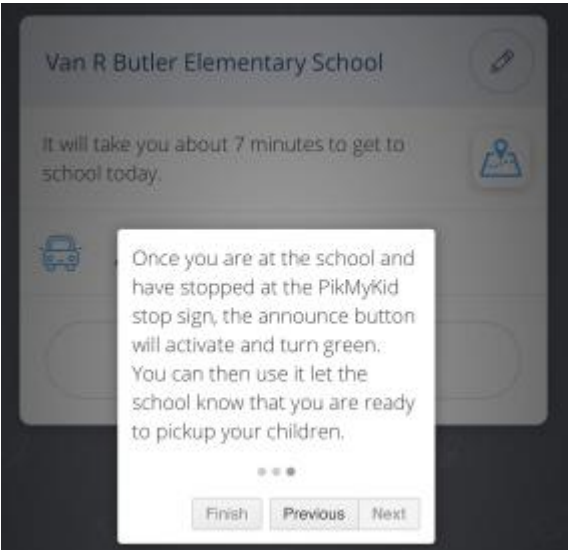 Van R Butler Elementary School
It will take you about 7 minutes to get to
school today.
Once you are at the school and
have stopped at the PikMyKid
stop sign, the announce button
will activate and turn green.
You can then use it let the
school know that you are ready
to pickup your children.
Finish Previous Next